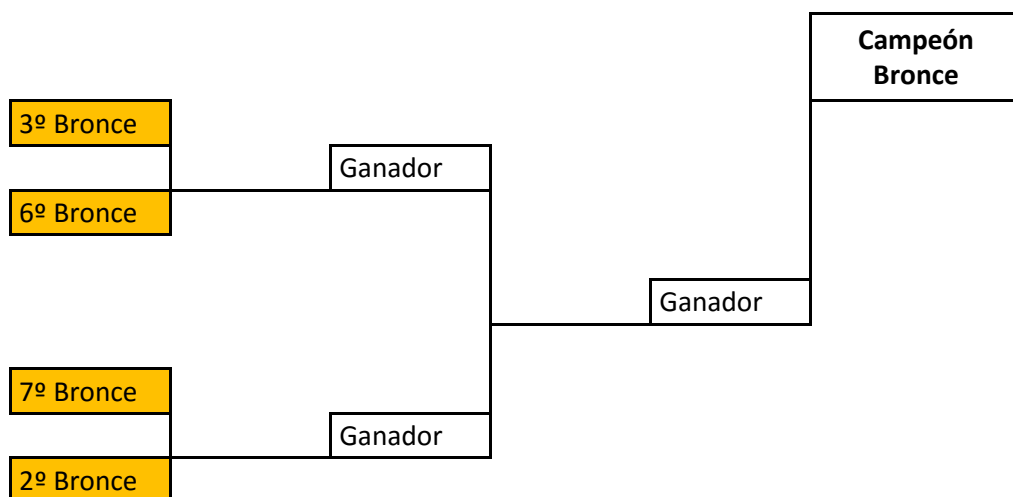 Campeón
Bronce
3º Bronce
Ganador
6º Bronce
Ganador
7º Bronce
Ganador
2º Bronce